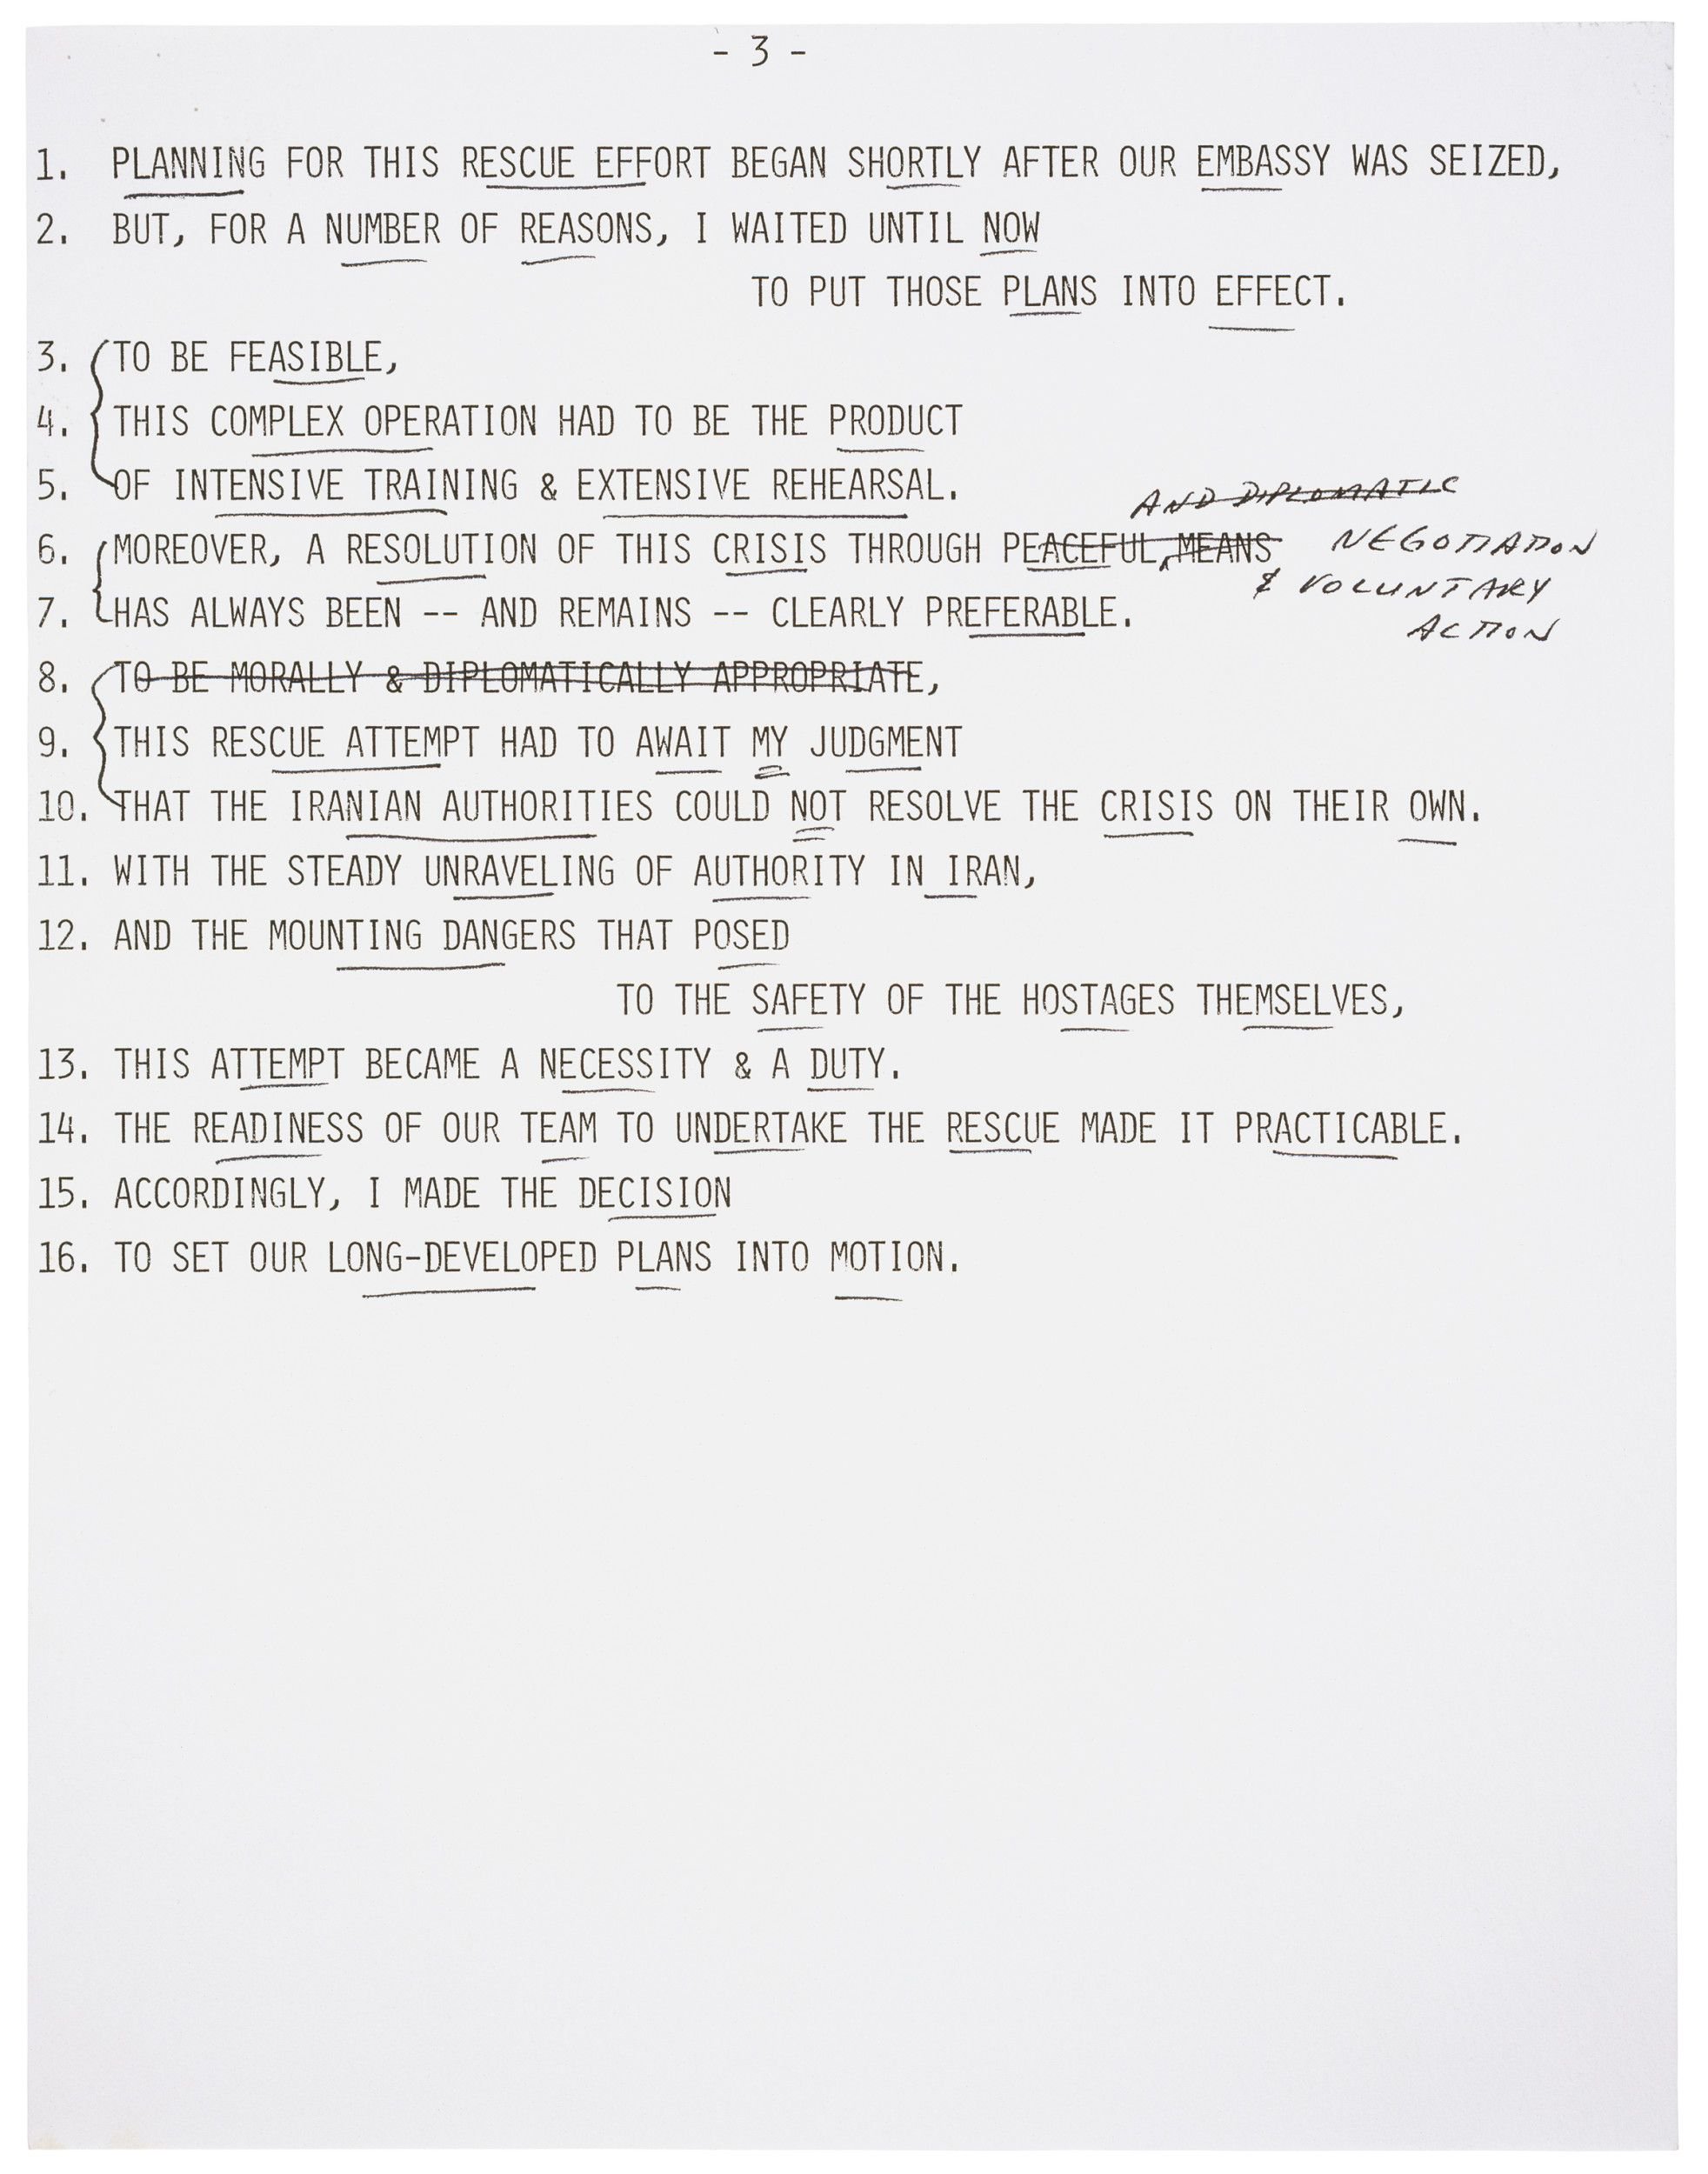 - 3 -
1. PLANNING FOR THIS RESCUE EFFORT BEGAN SHORTLY AFTER OUR EMBASSY WAS SEIZED,
2. BUT, FOR A NUMBER OF REASONS, I WAITED UNTIL NOW
TO PUT THOSE PLANS INTO EFFECT.
3. TO BE FEASIBLE,
4. THIS COMPLEX OPERATION HAD TO BE THE PRODUCT
5. OF INTENSIVE TRAINING & EXTENSIVE REHEARSAL.
AND DIPLOMATIC
6. MOREOVER, A RESOLUTION OF THIS CRISIS THROUGH PEACEFUL MEANS NEGOTIATION
& VOLUNTARY
7. HAS ALWAYS BEEN -- AND REMAINS -- CLEARLY PREFERABLE.
ACTION
8. TO BE MORALLY & DIPLOMATICALLY APPROPRIATE,
9. THIS RESCUE ATTEMPT HAD TO AWAIT MY JUDGMENT
10. THAT THE IRANIAN AUTHORITIES COULD NOT RESOLVE THE CRISIS ON THEIR OWN.
11. WITH THE STEADY UNRAVELING OF AUTHORITY IN IRAN,
12. AND THE MOUNTING DANGERS THAT POSED
TO THE SAFETY OF THE HOSTAGES THEMSELVES,
13. THIS ATTEMPT BECAME A NECESSITY & A DUTY.
14. THE READINESS OF OUR TEAM TO UNDERTAKE THE RESCUE MADE IT PRACTICABLE.
15. ACCORDINGLY, I MADE THE DECISION
16. TO SET OUR LONG-DEVELOPED PLANS INTO MOTION.